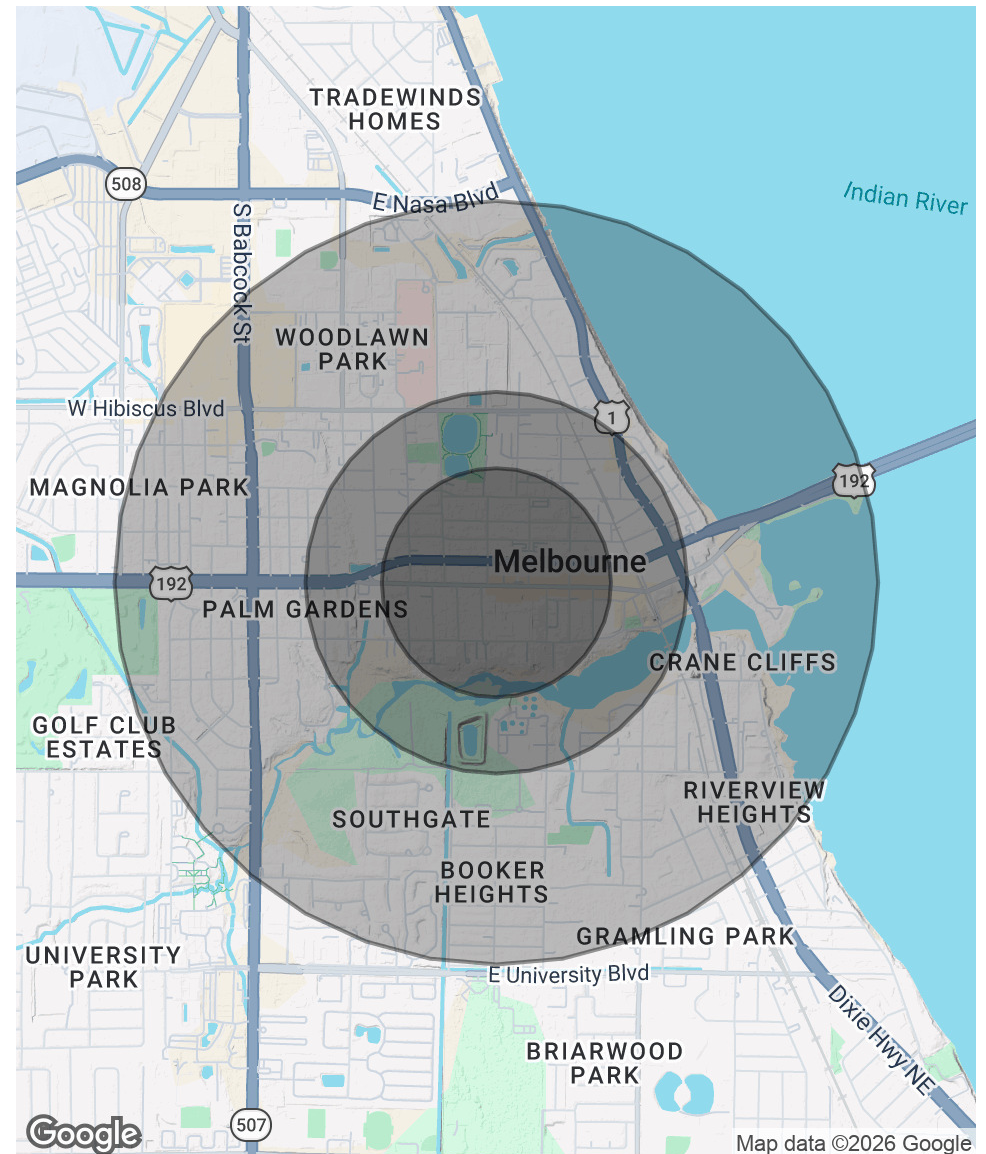 TRADEWINDS
HOMES
508
E Nasa Blvd
Indian River
S Babcock St
WOODLAWN
PARK
W Hibiscus Blvd
1
MAGNOLIA PARK
192
Melbourne
192
PALM GARDENS
CRANE CLIFFS
GOLF CLUB
ESTATES
RIVERVIEW
HEIGHTS
SOUTHGATE
BOOKER
HEIGHTS
GRAMLING PARK
UNIVERSITY
PARK
E University Blvd
Dixie Hwy NE
BRIARWOOD
PARK
507
Google
Map data ©2026 Google